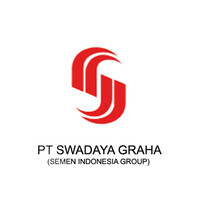 PT SWADAYA GRAHA
(SEMEN INDONESIA GROUP)